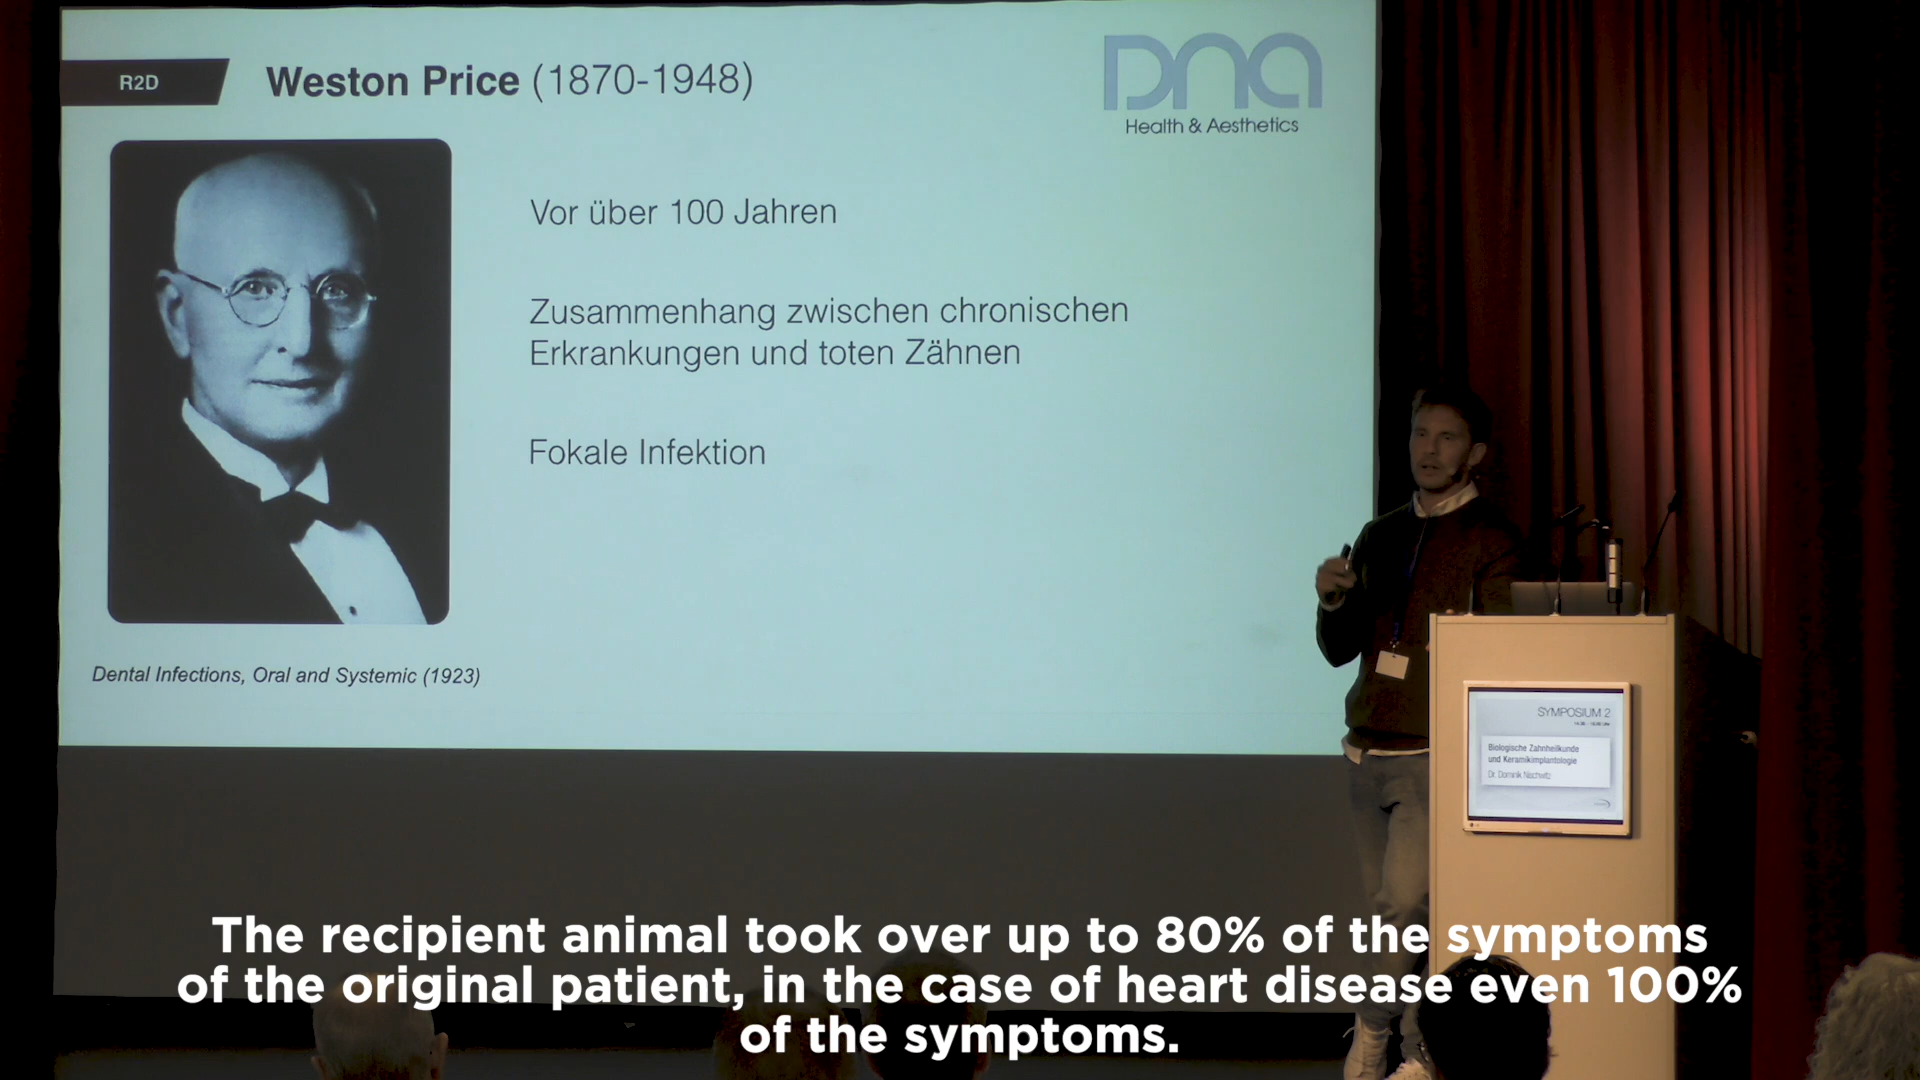 R2D
Weston Price (1870-1948)
DNA
Health & Aesthetics
Vor über 100 Jahren
Zusammenhang zwischen chronischen
Erkrankungen und toten Zähnen
Fokale Infektion
Dental Infections, Oral and Systemic (1923)
SYMPOSIUM 2
Biologische Zahnheilkunde
und Keramikimplantologie
Dr. Dominik Nischwitz
The recipient animal took over up to 80% of the symptoms
of the original patient, in the case of heart disease even 100%
of the symptoms.